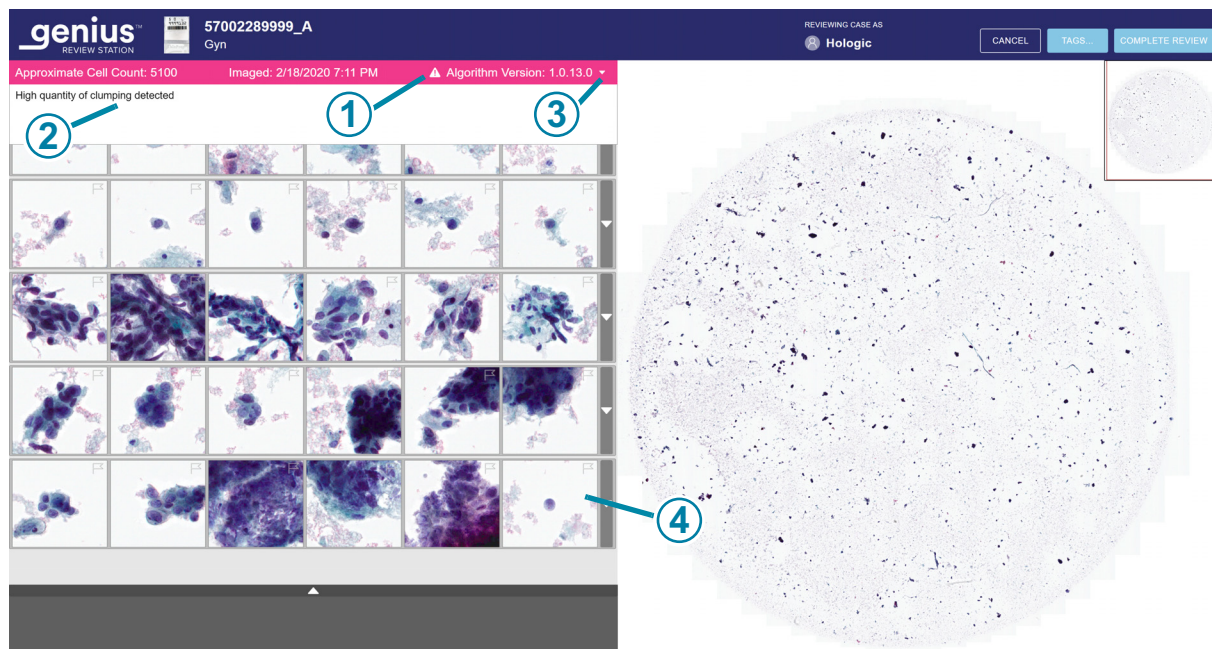 genius™
REVIEW STATION
57002289999_A
Gyn
REVIEWING CASE AS
Hologic
CANCEL
TAGS...
COMPLETE REVIEW
Approximate Cell Count: 5100
Imaged: 2/18/2020 7:11 PM
Algorithm Version: 1.0.13.0
High quantity of clumping detected
1
2
3
4